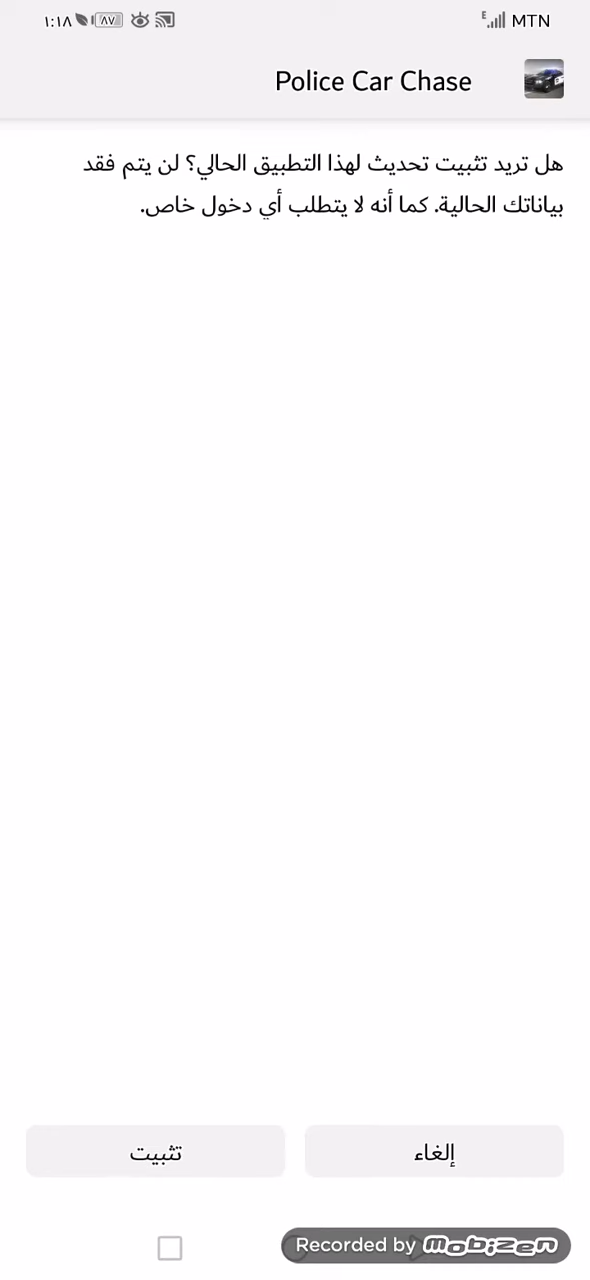 ١:١٨ ٨٧ E MTN
Police Car Chase
هل تريد تثبيت تحديث لهذا التطبيق الحالي؟ لن يتم فقد
بياناتك الحالية. كما أنه لا يتطلب أي دخول خاص.
إلغاء
تثبيت
Recorded by mobizen